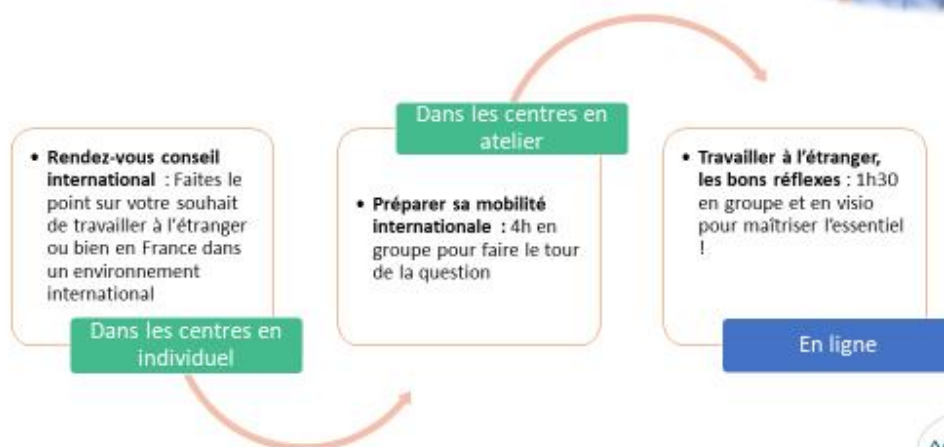 • Rendez-vous conseil
international : Faites le
point sur votre souhait
de travailler à l'étranger
ou bien en France dans
un environnement
international
Dans les centres en
individuel
Dans les centres en
atelier
• Préparer sa mobilité
internationale : 4h en
groupe pour faire le tour
de la question
• Travailler à l'étranger,
les bons réflexes : 1h30
en groupe et en visio
pour maîtriser l'essentiel
!
En ligne